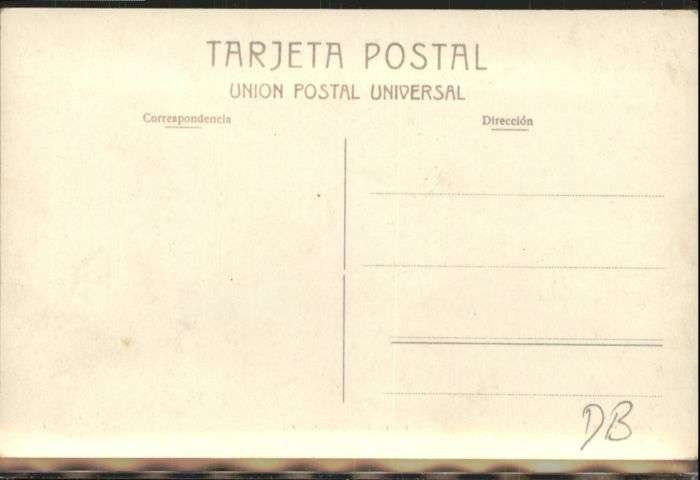 TARJETA POSTAL
UNION POSTAL UNIVERSAL
Correspondencia
Dirección
DB